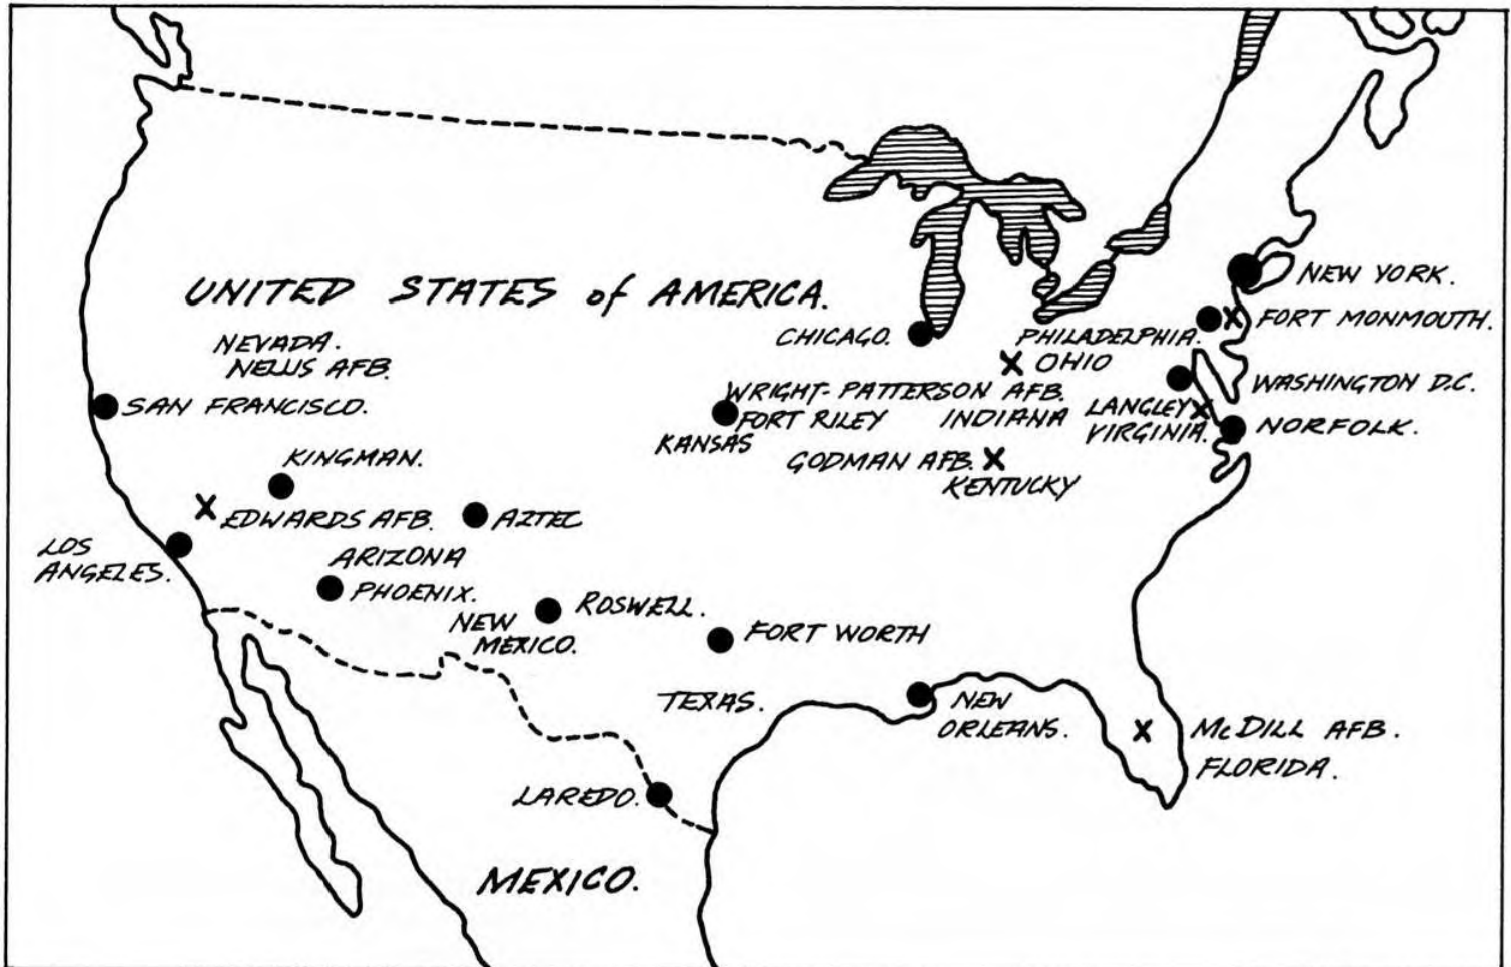 UNITED STATES of AMERICA.
NEW YORK.
FORT MONMOUTH.
CHICAGO.
PHILADELPHIA.
NEVADA.
NELLIS AFB.
OHIO
WRIGHT-PATTERSON AFB.
WASHINGTON D.C.
SAN FRANCISCO.
FORT RILEY
INDIANA
LANGLEY
VIRGINIA.
NORFOLK.
KANSAS
KINGMAN.
GODMAN AFB.
KENTUCKY
EDWARDS AFB.
AZTEC
LOS
ANGELES.
ARIZONA
PHOENIX.
NEW
MEXICO.
ROSWELL.
FORT WORTH
TEXAS.
NEW
ORLEANS.
McDILL AFB.
FLORIDA.
LAREDO.
MEXICO.